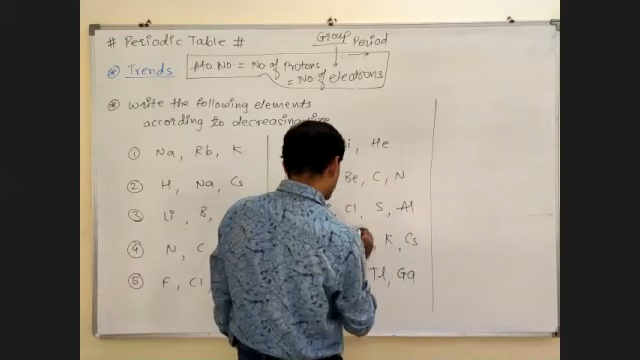 # Periodic Table #
Group Period
* Trends
Ato No. = No of Protons
= No of electrons
* Write the following elements
according to decreasing size
① Na, Rb, K
② H, Na, Cs
③ Li, B,
④ N, C
⑤ F, Cl
, He
Be, C, N
Cl, S, Al
, K, Cs
Tl, Ga